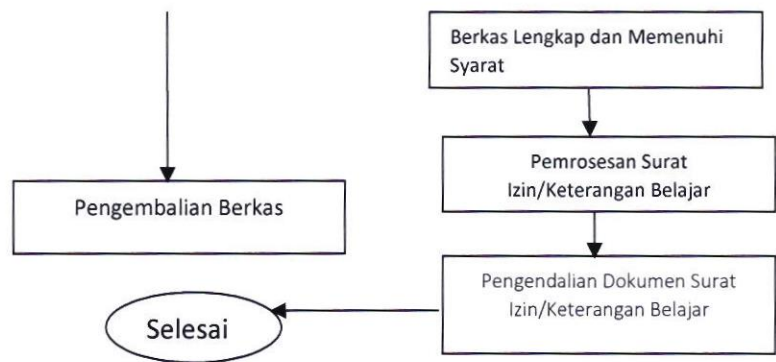 Berkas Lengkap dan Memenuhi
Syarat
Pemrosesan Surat
Izin/Keterangan Belajar
Pengembalian Berkas
Pengendalian Dokumen Surat
Izin/Keterangan Belajar
Selesai